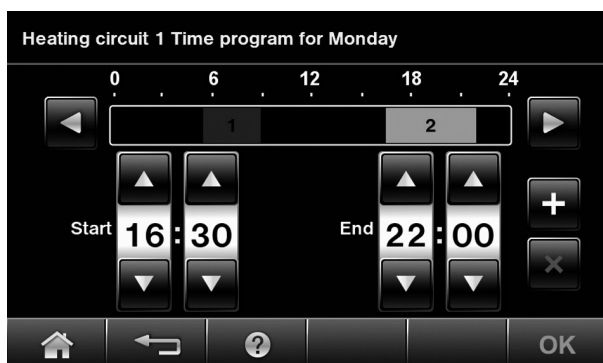 Heating circuit 1 Time program for Monday
0 6 12 18 24
1 2
Start 16:30 End 22:00
OK